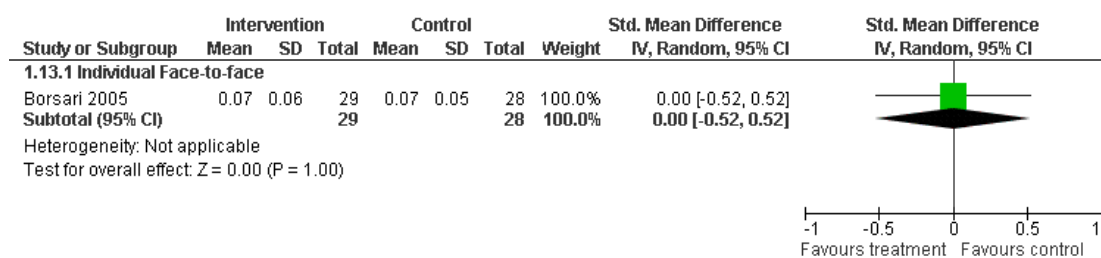 Intervention Control Std. Mean Difference Std. Mean Difference
Study or Subgroup Mean SD Total Mean SD Total Weight IV, Random, 95% CI IV, Random, 95% CI
1.13.1 Individual Face-to-face
Borsari 2005 0.07 0.06 29 0.07 0.05 28 100.0% 0.00 [-0.52, 0.52]
Subtotal (95% CI) 29 28 100.0% 0.00 [-0.52, 0.52]
Heterogeneity: Not applicable
Test for overall effect: Z = 0.00 (P = 1.00)
-1 -0.5 0 0.5 1
Favours treatment Favours control